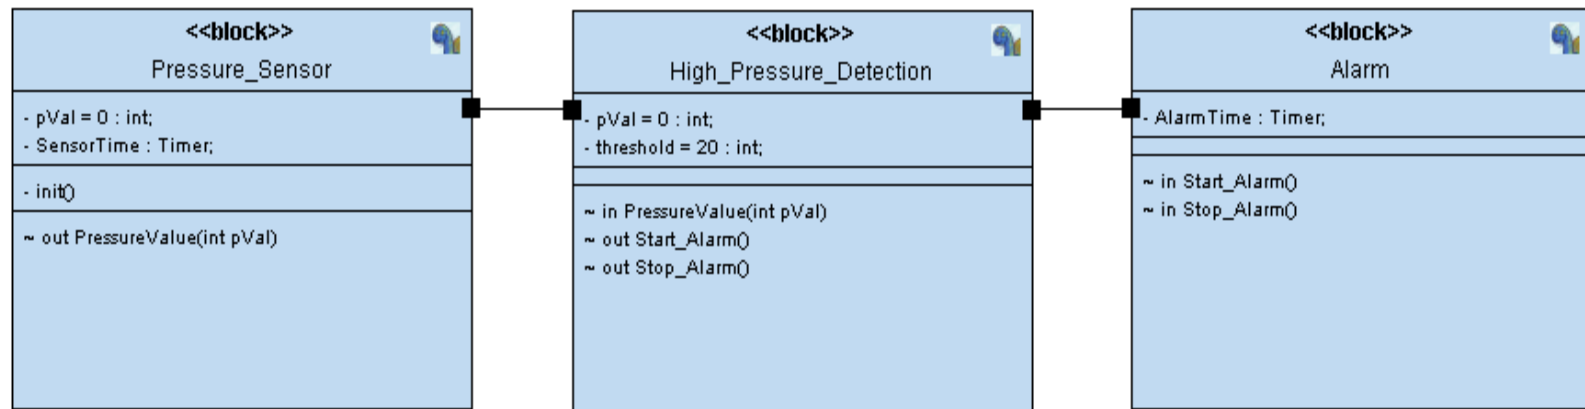 <<block>>
Pressure_Sensor
- pVal = 0 : int;
- SensorTime : Timer;
- init()
~ out PressureValue(int pVal)
<<block>>
High_Pressure_Detection
- pVal = 0 : int;
- threshold = 20 : int;
~ in PressureValue(int pVal)
~ out Start_Alarm()
~ out Stop_Alarm()
<<block>>
Alarm
- AlarmTime : Timer;
~ in Start_Alarm()
~ in Stop_Alarm()